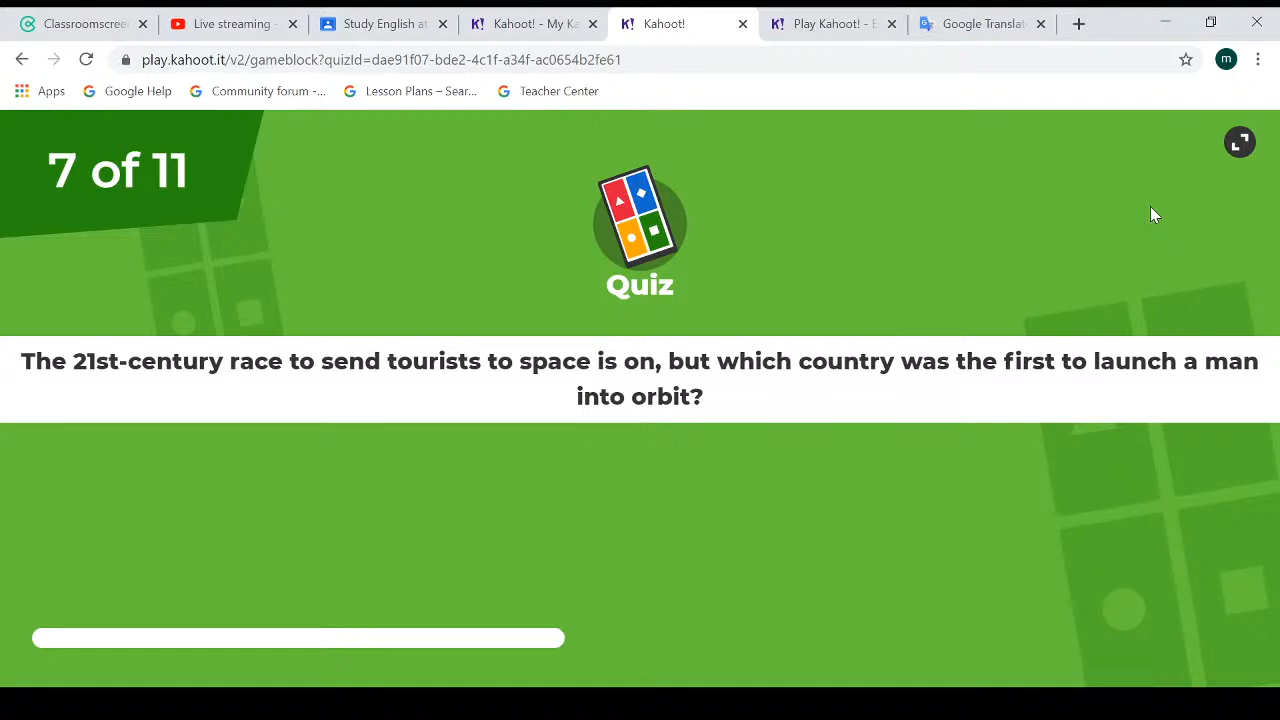 Classroomscree
Live streaming -
Study English at
K! Kahoot! - My Ka
K! Kahoot!
K! Play Kahoot! - E
Google Translat
play.kahoot.it/v2/gameblock?quizId=dae91f07-bde2-4c1f-a34f-ac0654b2fe61
m
Apps
Google Help
Community forum -...
Lesson Plans – Sear...
Teacher Center
7 of 11
Quiz
The 21st-century race to send tourists to space is on, but which country was the first to launch a man
into orbit?